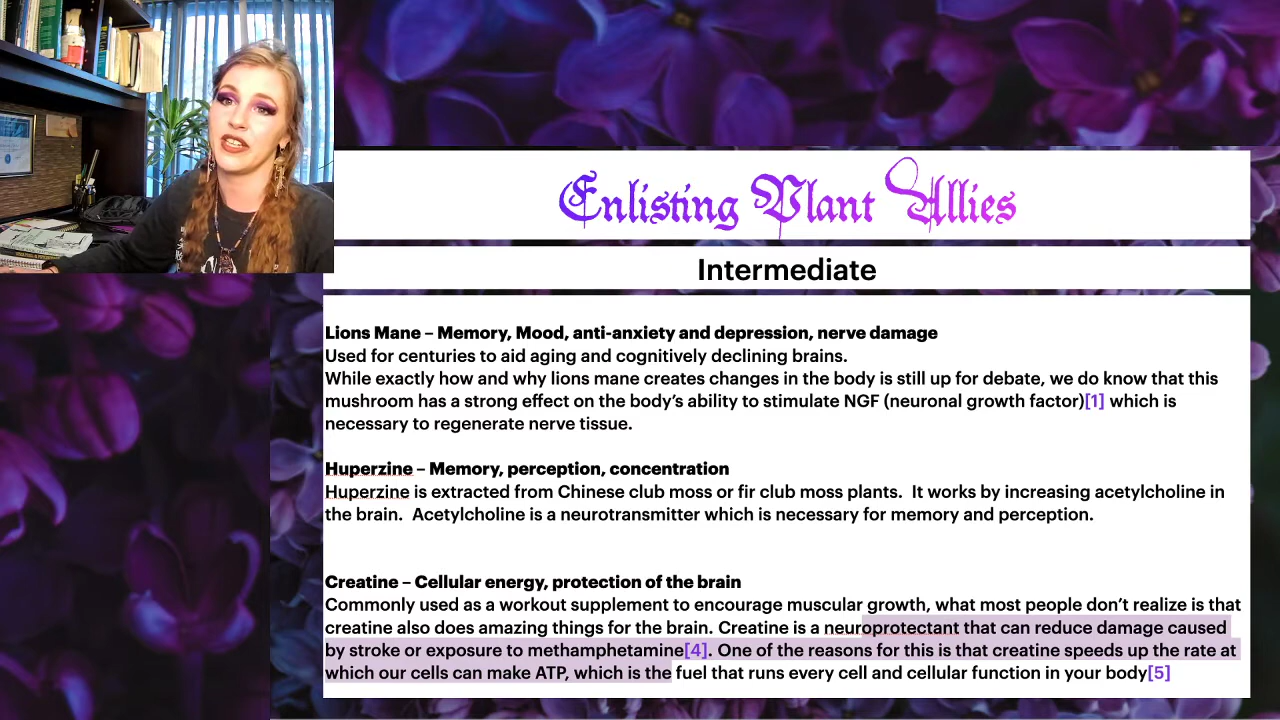 Enlisting Plant Allies
Intermediate
Lions Mane – Memory, Mood, anti-anxiety and depression, nerve damage
Used for centuries to aid aging and cognitively declining brains.
While exactly how and why lions mane creates changes in the body is still up for debate, we do know that this
mushroom has a strong effect on the body's ability to stimulate NGF (neuronal growth factor)[1] which is
necessary to regenerate nerve tissue.
Huperzine – Memory, perception, concentration
Huperzine is extracted from Chinese club moss or fir club moss plants.  It works by increasing acetylcholine in
the brain.  Acetylcholine is a neurotransmitter which is necessary for memory and perception.
Creatine – Cellular energy, protection of the brain
Commonly used as a workout supplement to encourage muscular growth, what most people don't realize is that
creatine also does amazing things for the brain. Creatine is a neuroprotectant that can reduce damage caused
by stroke or exposure to methamphetamine[4]. One of the reasons for this is that creatine speeds up the rate at
which our cells can make ATP, which is the fuel that runs every cell and cellular function in your body[5]